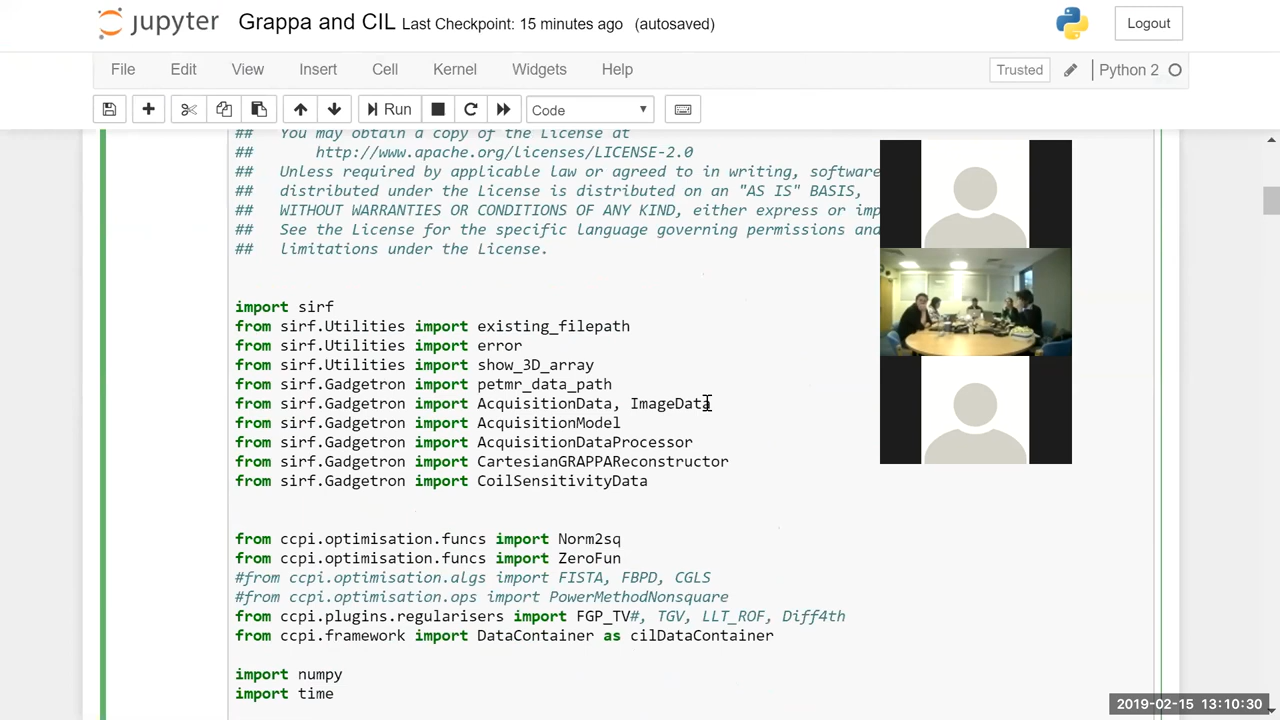 jupyter Grappa and CIL Last Checkpoint: 15 minutes ago (autosaved) Logout
File Edit View Insert Cell Kernel Widgets Help Trusted Python 2
Run Code
## You may obtain a copy of the License at
## http://www.apache.org/licenses/LICENSE-2.0
## Unless required by applicable law or agreed to in writing, software
## distributed under the License is distributed on an "AS IS" BASIS,
## WITHOUT WARRANTIES OR CONDITIONS OF ANY KIND, either express or imp
## See the License for the specific language governing permissions and
## limitations under the License.
import sirf
from sirf.Utilities import existing_filepath
from sirf.Utilities import error
from sirf.Utilities import show_3D_array
from sirf.Gadgetron import petmr_data_path
from sirf.Gadgetron import AcquisitionData, ImageData
from sirf.Gadgetron import AcquisitionModel
from sirf.Gadgetron import AcquisitionDataProcessor
from sirf.Gadgetron import CartesianGRAPPAReconstructor
from sirf.Gadgetron import CoilSensitivityData
from ccpi.optimisation.funcs import Norm2sq
from ccpi.optimisation.funcs import ZeroFun
#from ccpi.optimisation.algs import FISTA, FBPD, CGLS
#from ccpi.optimisation.ops import PowerMethodNonsquare
from ccpi.plugins.regularisers import FGP_TV#, TGV, LLT_ROF, Diff4th
from ccpi.framework import DataContainer as cilDataContainer
import numpy
import time
2019-02-15 13:10:30